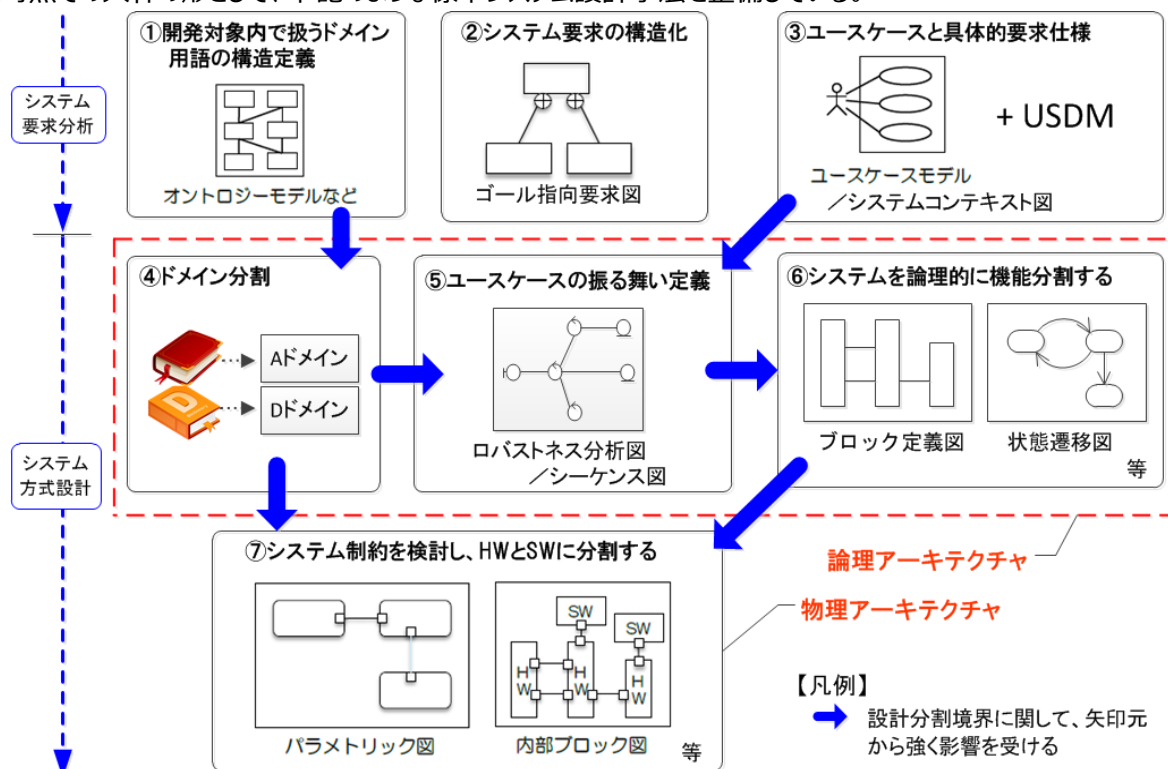 ①開発対象内で扱うドメイン
用語の構造定義
オントロジーモデルなど
②システム要求の構造化
ゴール指向要求図
③ユースケースと具体的要求仕様
+ USDM
ユースケースモデル
／システムコンテキスト図
システム
要求分析
④ドメイン分割
Aドメイン
D
Dドメイン
⑤ユースケースの振る舞い定義
ロバストネス分析図
／シーケンス図
⑥システムを論理的に機能分割する
ブロック定義図
状態遷移図
等
システム
方式設計
⑦システム制約を検討し、HWとSWに分割する
パラメトリック図
SW
SW
HW
HW
HW
内部ブロック図
等
論理アーキテクチャ
物理アーキテクチャ
【凡例】
設計分割境界に関して、矢印元
から強く影響を受ける